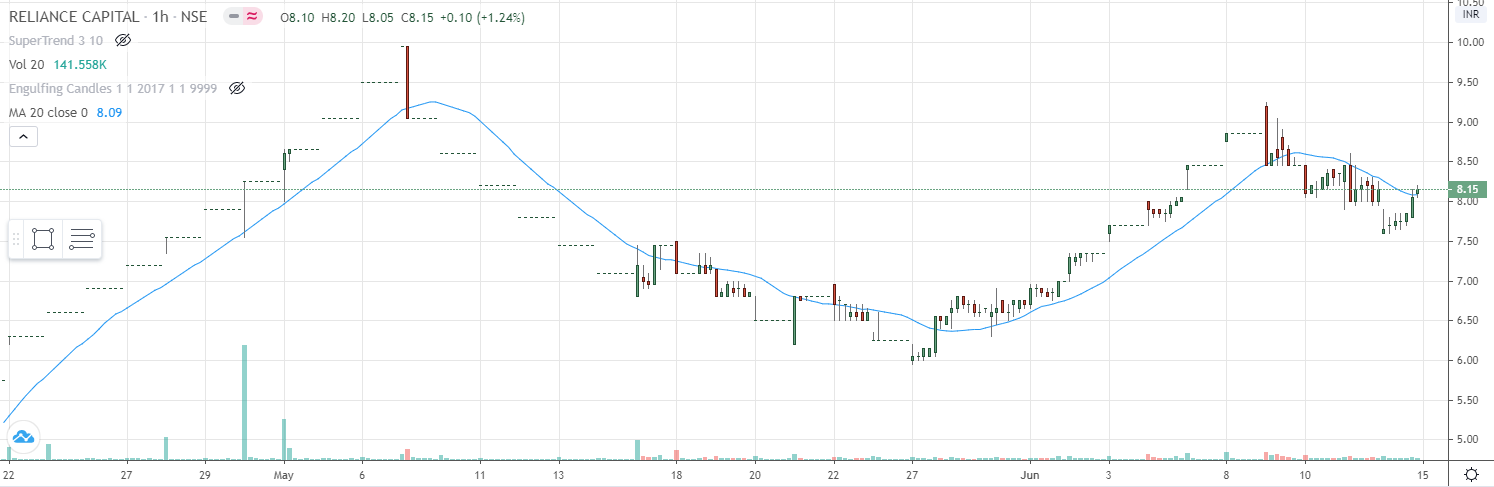 RELIANCE CAPITAL · 1h · NSE O8.10 H8.20 L8.05 C8.15 +0.10 (+1.24%)
SuperTrend 3 10
Vol 20 141.558K
Engulfing Candles 1 1 2017 1 1 9999
MA 20 close 0 8.09
10.50
INR
10.00
9.50
9.00
8.50
8.15
8.00
7.50
7.00
6.50
6.00
5.50
5.00
22 27 29 May 6 11 13 18 20 22 27 Jun 3 8 10 15